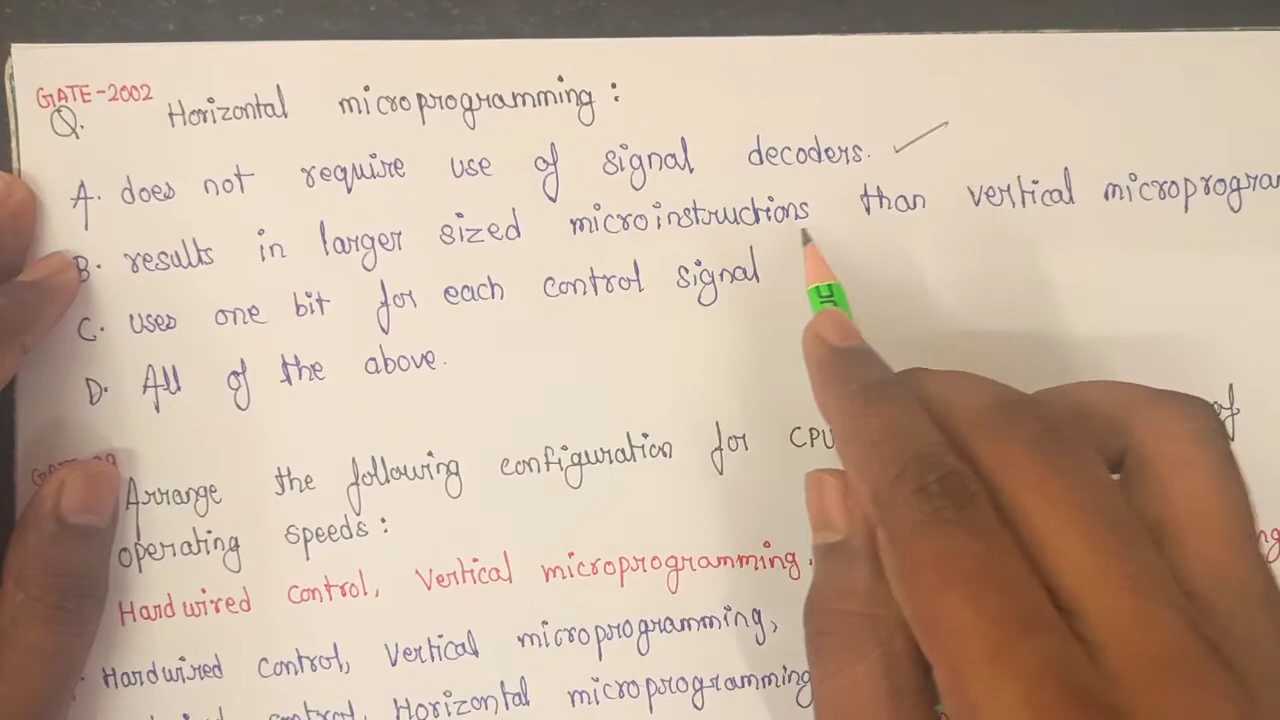 GATE-2002
Q. Horizontal microprogramming:
A. does not require use of signal decoders.
B. results in larger sized microinstructions than vertical microprogra
C. uses one bit for each control signal
D. All of the above.
Arrange the following configuration for CPU of
operating speeds:
Hardwired control, Vertical microprogramming,
Hardwired control, Vertical microprogramming,
control, Horizontal microprogramming